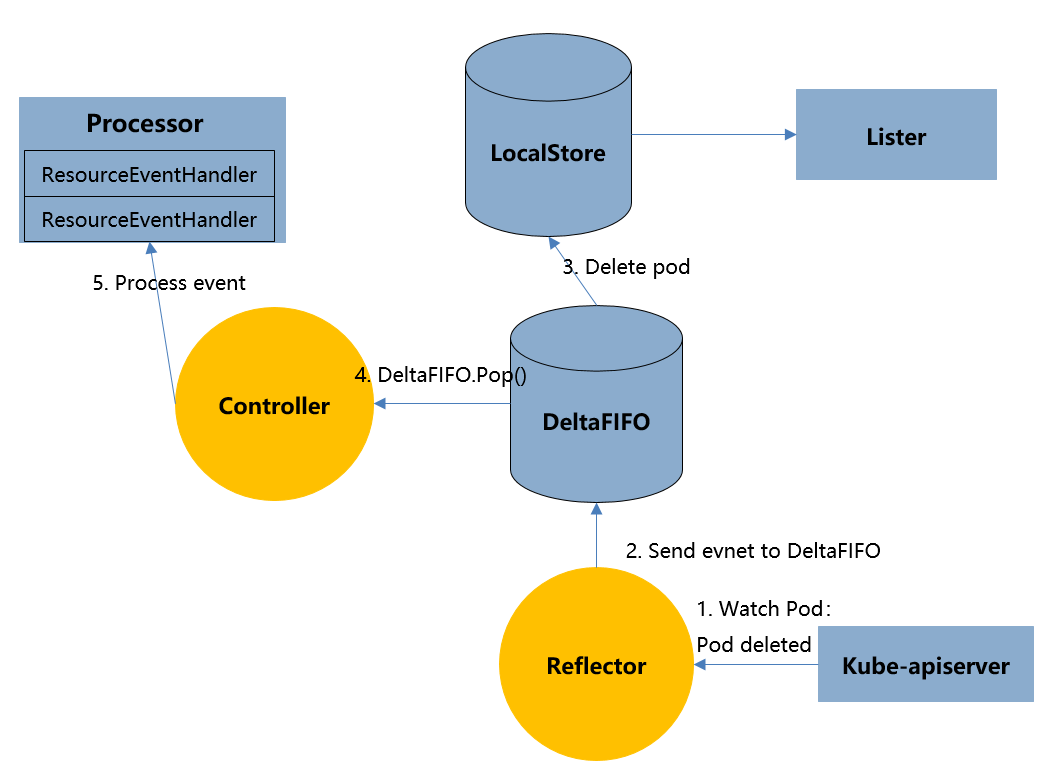 Processor
ResourceEventHandler
ResourceEventHandler
LocalStore
Lister
3. Delete pod
5. Process event
4. DeltaFIFO.Pop()
Controller
DeltaFIFO
2. Send evnet to DeltaFIFO
1. Watch Pod：
Pod deleted
Reflector
Kube-apiserver